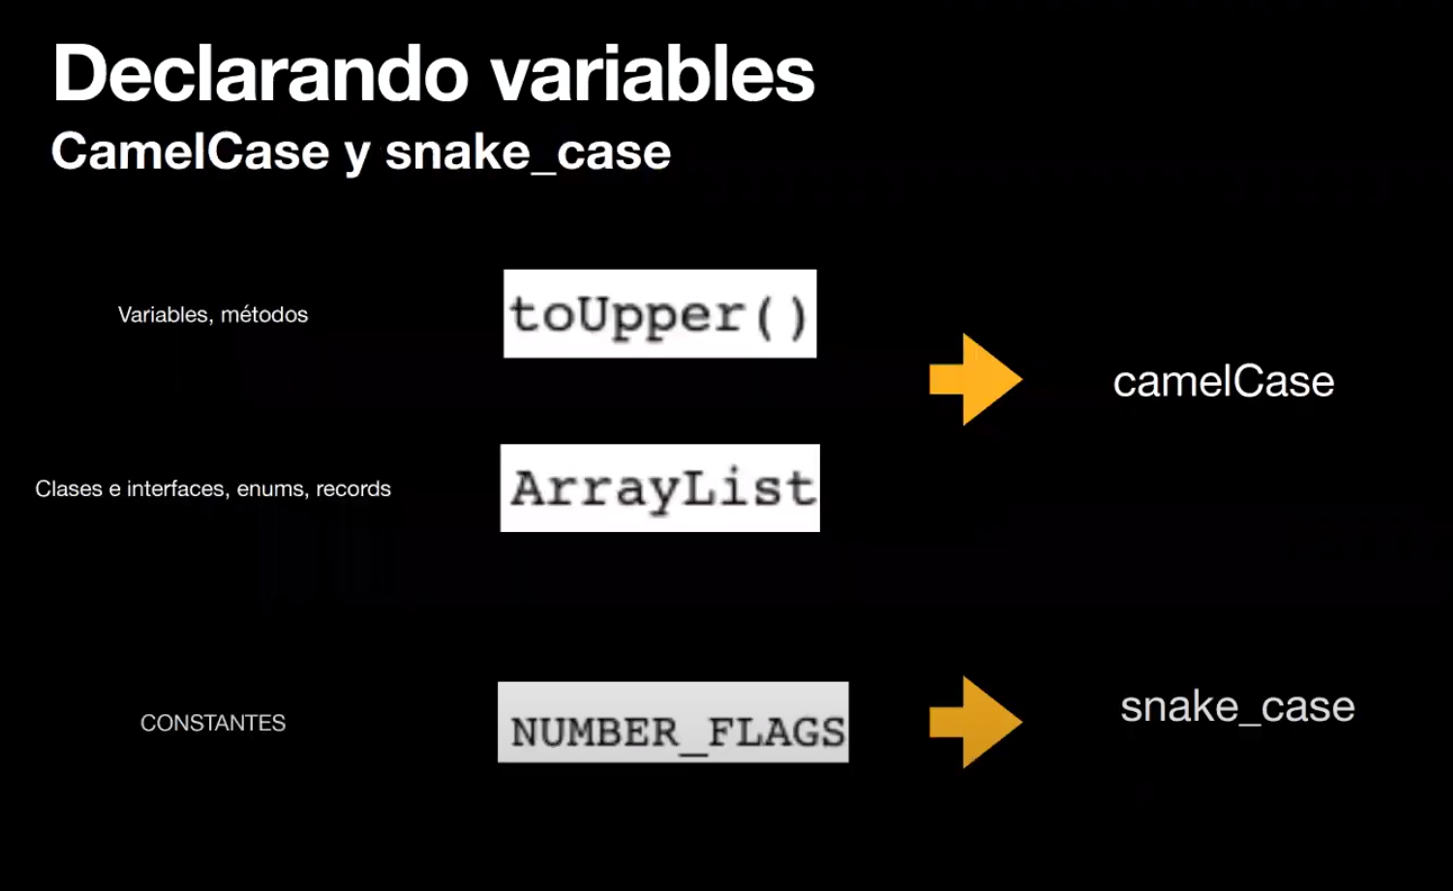 Declarando variables
CamelCase y snake_case
Variables, métodos
toUpper()
camelCase
Clases e interfaces, enums, records
ArrayList
CONSTANTES
NUMBER_FLAGS
snake_case